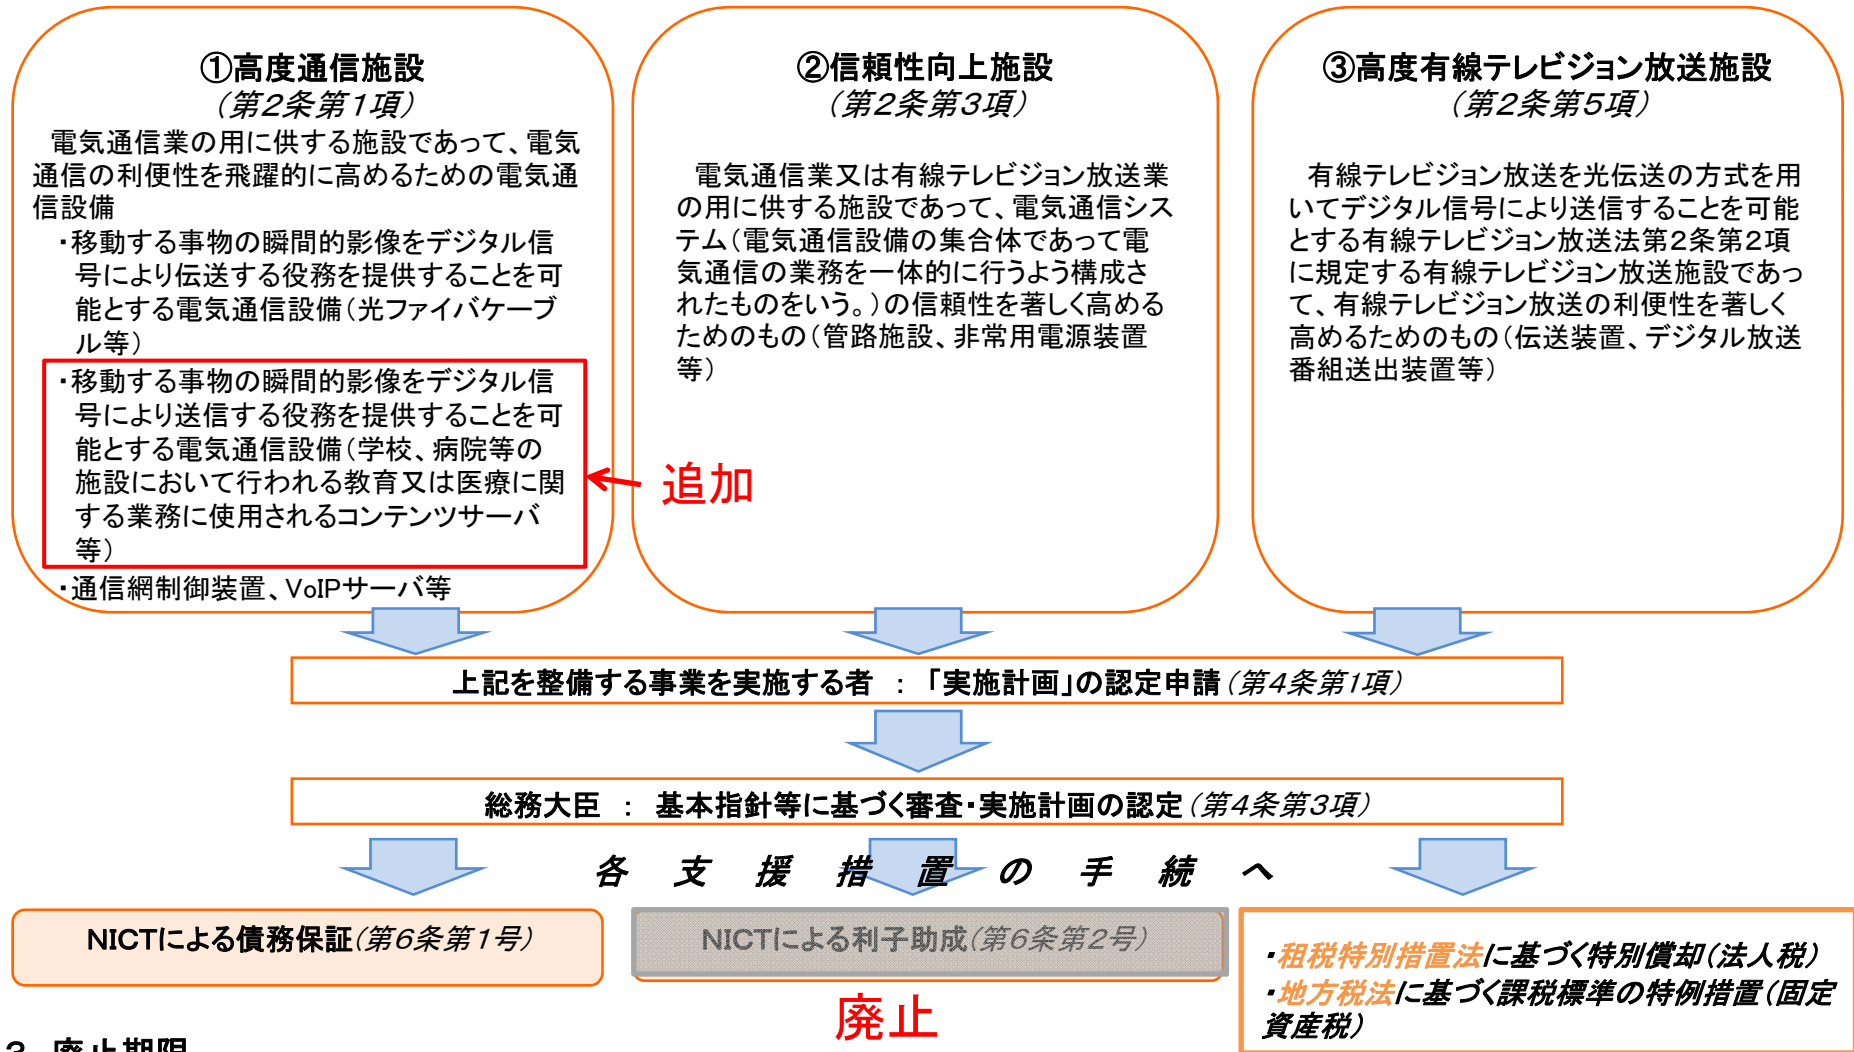 ①高度通信施設
（第２条第１項）
電気通信業の用に供する施設であって、電気
通信の利便性を飛躍的に高めるための電気通
信設備
・移動する事物の瞬間的影像をデジタル信
号により伝送する役務を提供することを可
能とする電気通信設備（光ファイバケーブ
ル等）
・移動する事物の瞬間的影像をデジタル信
号により送信する役務を提供することを可
能とする電気通信設備（学校、病院等の
施設において行われる教育又は医療に関
する業務に使用されるコンテンツサーバ
等）
・通信網制御装置、VoIPサーバ等
追加
②信頼性向上施設
（第２条第３項）
電気通信業又は有線テレビジョン放送業
の用に供する施設であって、電気通信シス
テム（電気通信設備の集合体であって電
気通信の業務を一体的に行うよう構成さ
れたものをいう。）の信頼性を著しく高める
ためのもの（管路施設、非常用電源装置
等）
③高度有線テレビジョン放送施設
（第２条第５項）
有線テレビジョン放送を光伝送の方式を用
いてデジタル信号により送信することを可能
とする有線テレビジョン放送法第２条第２項
に規定する有線テレビジョン放送施設であっ
て、有線テレビジョン放送の利便性を著しく
高めるためのもの（伝送装置、デジタル放送
番組送出装置等）
上記を整備する事業を実施する者 ： 「実施計画」の認定申請（第４条第１項）
総務大臣 ： 基本指針等に基づく審査・実施計画の認定（第４条第３項）
各支援措置の手続へ
NICTによる債務保証（第６条第１号）
NICTによる利子助成（第６条第２号）
廃止
・租税特別措置法に基づく特別償却（法人税）
・地方税法に基づく課税標準の特例措置（固定
資産税）
３ 廃止期限